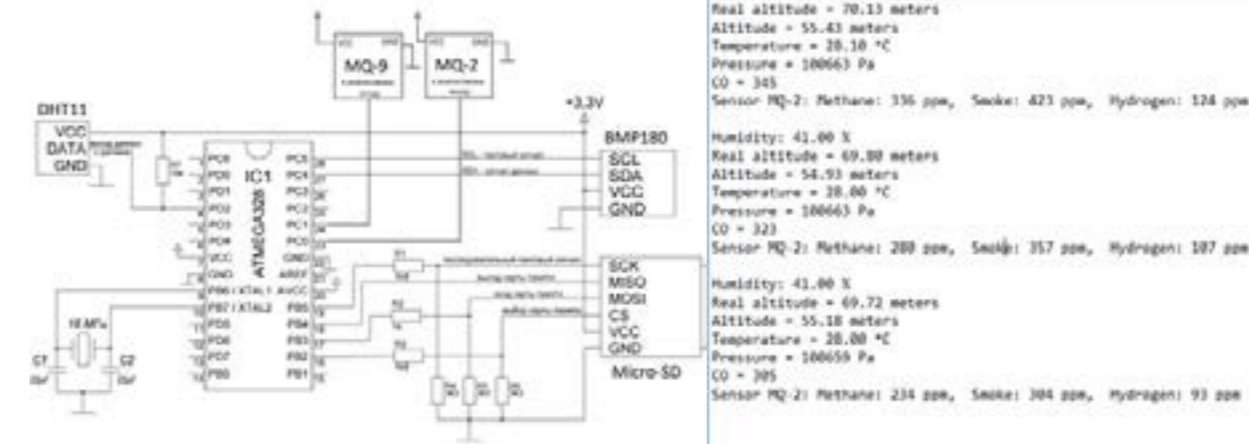 MQ-9
VCC
GND
MQ-2
VCC
GND
DHT11
VCC
DATA
GND
+3,3V
BMP180
SCL
SDA
VCC
GND
IC1
ATMEGA328
PC6
PD0
PD1
PD2
PD3
PD4
VCC
GND
PB6 / XTAL1
PB7 / XTAL2
PD5
PD6
PD7
PB0
PC5
PC4
PC3
PC2
PC1
PC0
GND
AREF
AVCC
PB5
PB4
PB3
PB2
PB1
16 МГц
C1
C2
R1
SCK
MISO
MOSI
CS
VCC
GND
Micro-SD
Real altitude = 70.13 meters
Altitude = 55.43 meters
Temperature = 28.10 *C
Pressure = 100663 Pa
CO = 345
Sensor MQ-2: Methane: 336 ppm, Smoke: 423 ppm, Hydrogen: 124 ppm
Humidity: 41.00 %
Real altitude = 69.80 meters
Altitude = 54.93 meters
Temperature = 28.00 *C
Pressure = 100663 Pa
CO = 323
Sensor MQ-2: Methane: 280 ppm, Smoke: 357 ppm, Hydrogen: 107 ppm
Humidity: 41.00 %
Real altitude = 69.72 meters
Altitude = 55.18 meters
Temperature = 28.00 *C
Pressure = 100659 Pa
CO = 305
Sensor MQ-2: Methane: 234 ppm, Smoke: 304 ppm, Hydrogen: 93 ppm